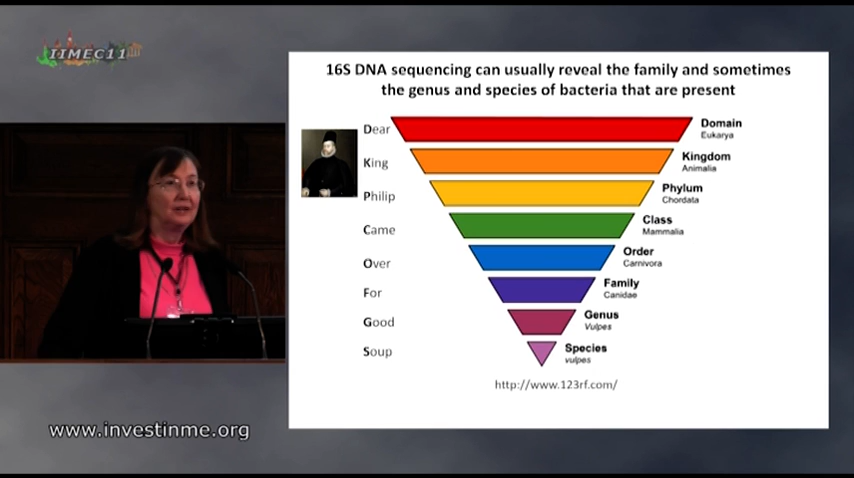 IIMEC11
16S DNA sequencing can usually reveal the family and sometimes
the genus and species of bacteria that are present
Dear
Domain
Eukarya
King
Kingdom
Animalia
Philip
Phylum
Chordata
Came
Class
Mammalia
Over
Order
Carnivora
For
Family
Canidae
Good
Genus
Vulpes
Soup
Species
vulpes
http://www.123rf.com/
www.investinme.org